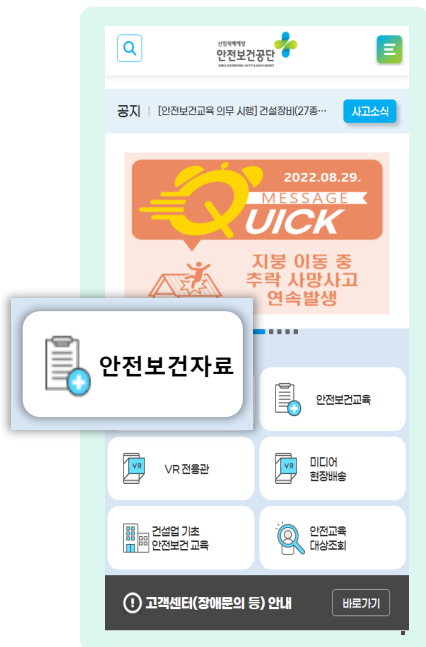 산업재해예방
안전보건공단
공지 | [안전보건교육 의무 시행] 건설장비(27종… 사고소식
2022.08.29.
MESSAGE
QUICK
지붕 이동 중
추락 사망사고
연속발생
안전보건자료
안전보건교육
VR
VR 전용관
VR
미디어
현장배송
건설업 기초
안전보건 교육
안전교육
대상조회
고객센터(장애문의 등) 안내
바로가기